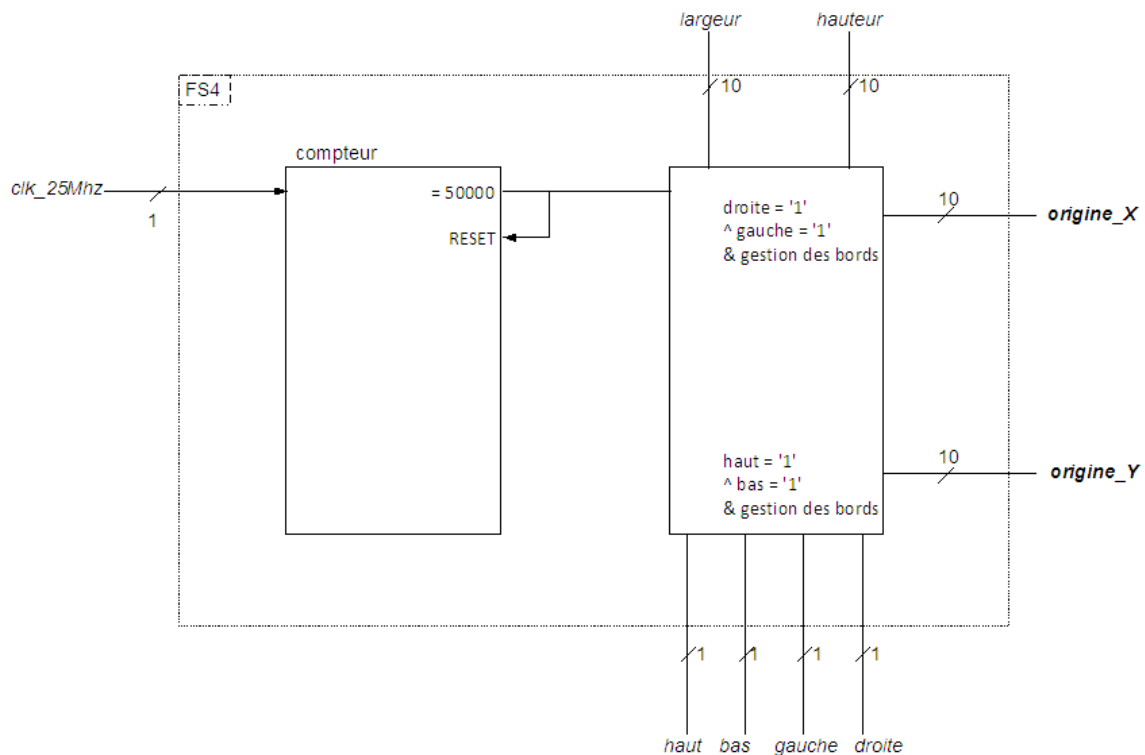 largeur
hauteur
FS4
10
10
compteur
clk_25Mhz
1
= 50000
RESET
droite = '1'
^ gauche = '1'
& gestion des bords
10
origine_X
haut = '1'
^ bas = '1'
& gestion des bords
10
origine_Y
1
1
1
1
haut
bas
gauche
droite